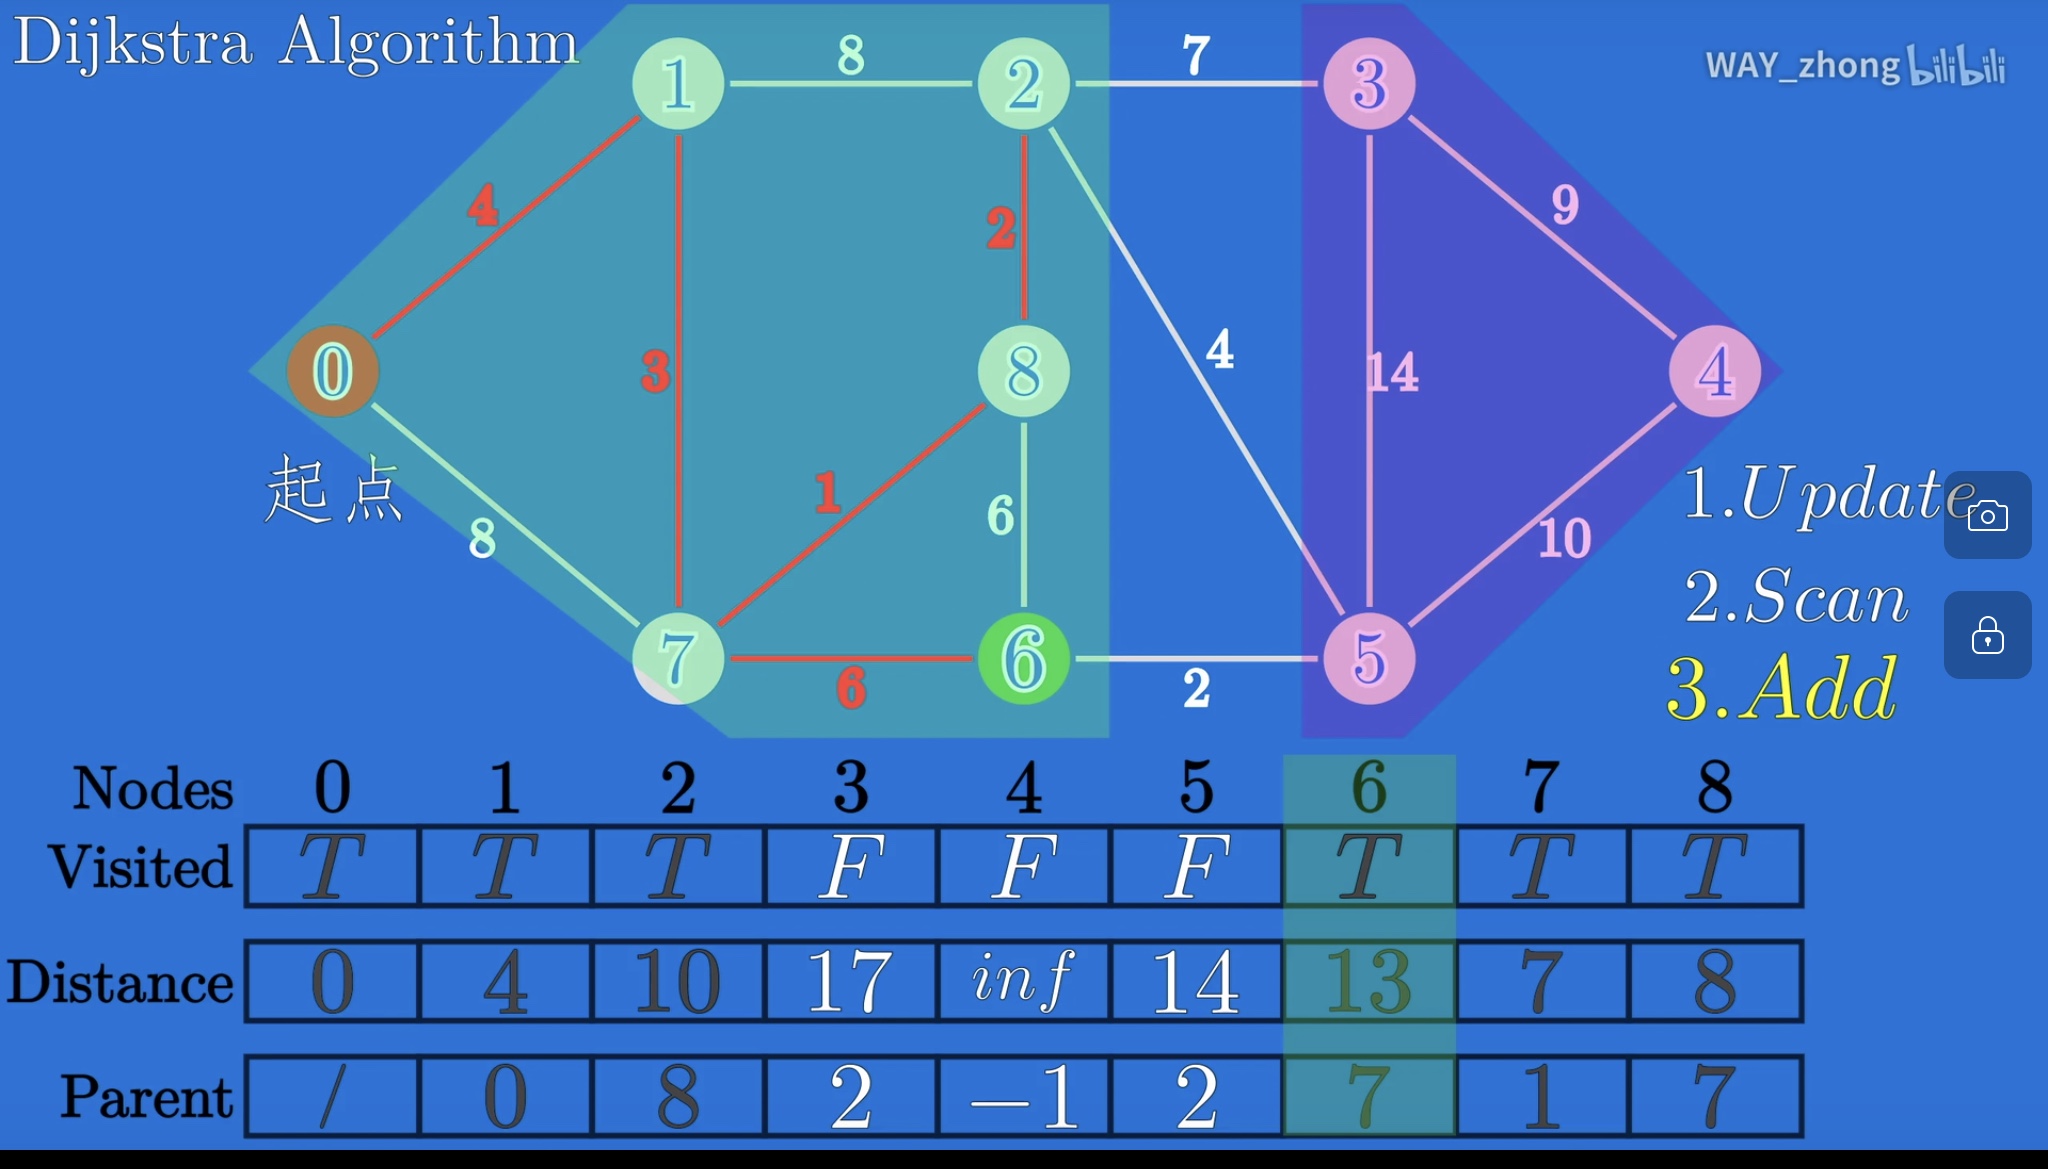 Dijkstra Algorithm
WAY_zhong bilibili
1 8 2 7 3
4 2 9
0 3 8 4 14 4
起点
8 1 6 10
7 6 6 2 5
1.Update
2.Scan
3.Add
Nodes 0 1 2 3 4 5 6 7 8
Visited T T T F F F T T T
Distance 0 4 10 17 inf 14 13 7 8
Parent / 0 8 2 −1 2 7 1 7